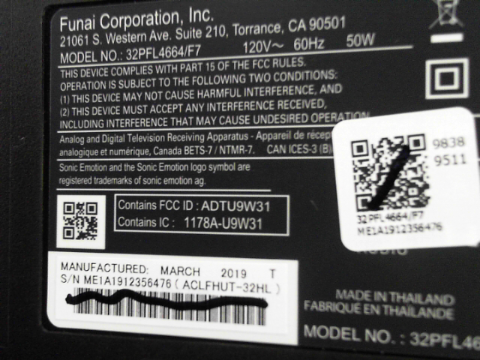 Funai Corporation, Inc.
21061 S. Western Ave. Suite 210, Torrance, CA 90501
MODEL NO.: 32PFL4664/F7 120V~ 60Hz 50W
THIS DEVICE COMPLIES WITH PART 15 OF THE FCC RULES.
OPERATION IS SUBJECT TO THE FOLLOWING TWO CONDITIONS:
(1) THIS DEVICE MAY NOT CAUSE HARMFUL INTERFERENCE, AND
(2) THIS DEVICE MUST ACCEPT ANY INTERFERENCE RECEIVED,
INCLUDING INTERFERENCE THAT MAY CAUSE UNDESIRED OPERATION
Analog and Digital Television Receiving Apparatus - Appareil de récept
analogique et numérique, Canada BETS-7 / NTMR-7. CAN ICES-3 (B)
Sonic Emotion and the Sonic Emotion logo symbol are
registered trademarks of sonic emotion ag.
Contains FCC ID : ADTU9W31
Contains IC : 1178A-U9W31
9838
9511
32PFL4664/F7
ME1A1912356476
MANUFACTURED: MARCH 2019 T
S/N ME1A1912356476 ( ACLFHUT-32HL )
MADE IN THAILAND
FABRIQUÉ EN THAÏLANDE
MODEL NO. : 32PFL46